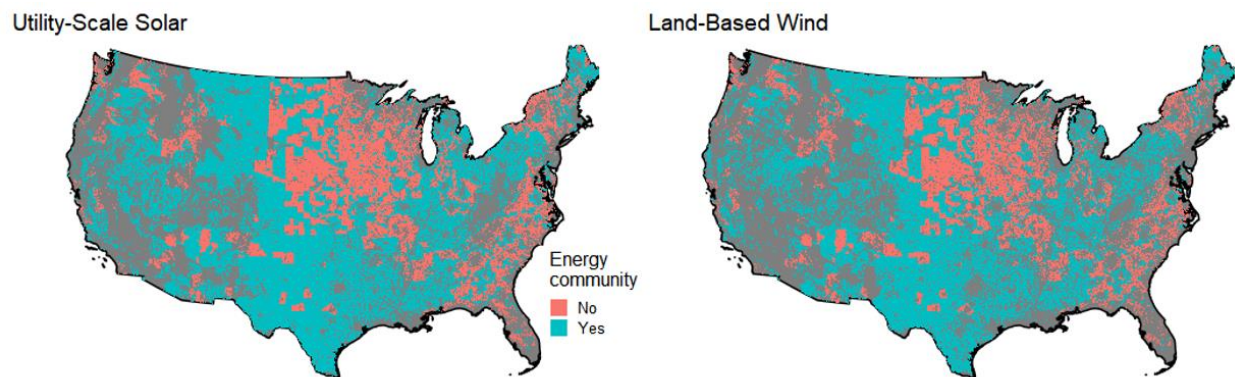 Utility-Scale Solar
Land-Based Wind
Energy
community
No
Yes